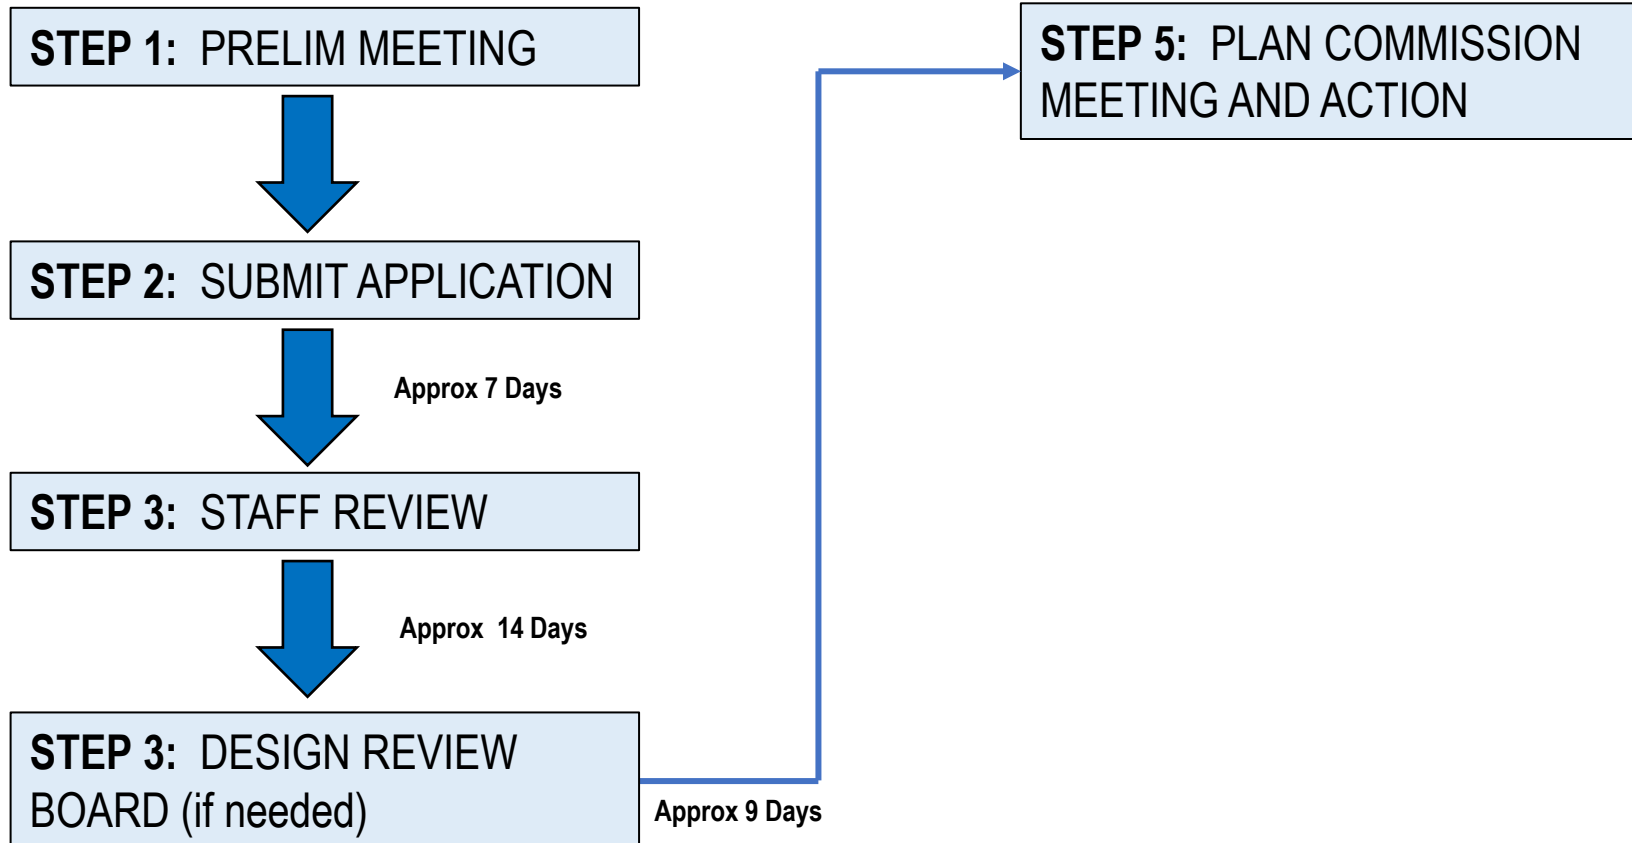 STEP 1: PRELIM MEETING
STEP 2: SUBMIT APPLICATION
Approx 7 Days
STEP 3: STAFF REVIEW
Approx 14 Days
STEP 3: DESIGN REVIEW
BOARD (if needed)
Approx 9 Days
STEP 5: PLAN COMMISSION
MEETING AND ACTION